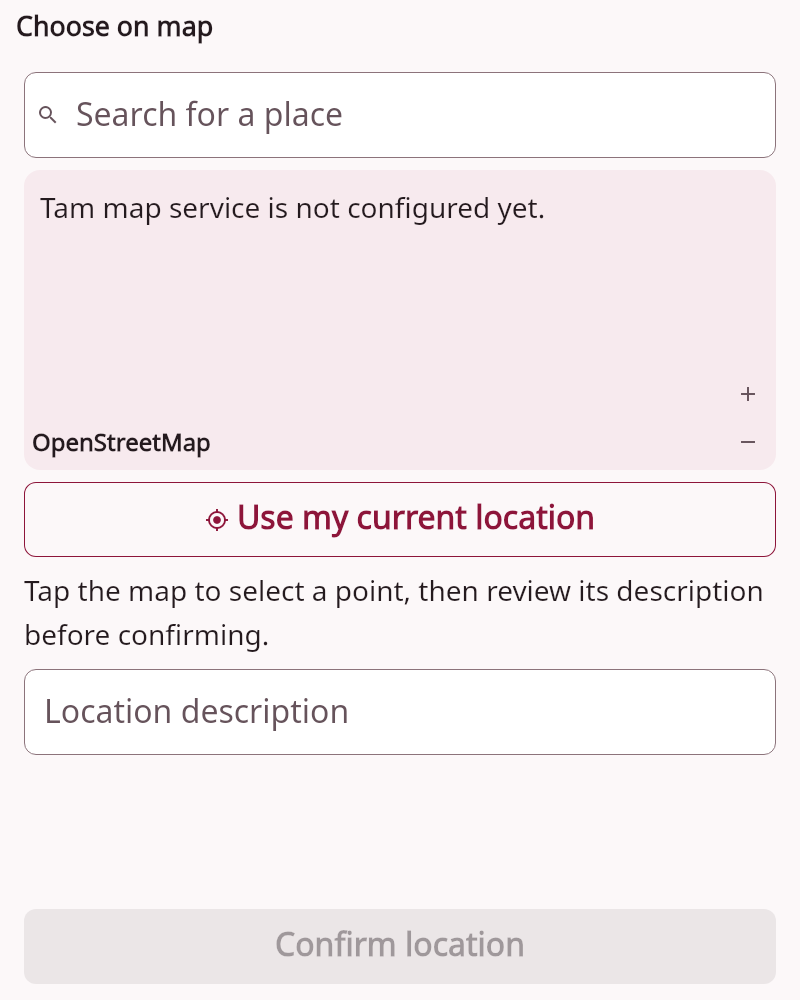 Choose on map
Search for a place
Tam map service is not configured yet.
OpenStreetMap
Use my current location
Tap the map to select a point, then review its description
before confirming.
Location description
Confirm location